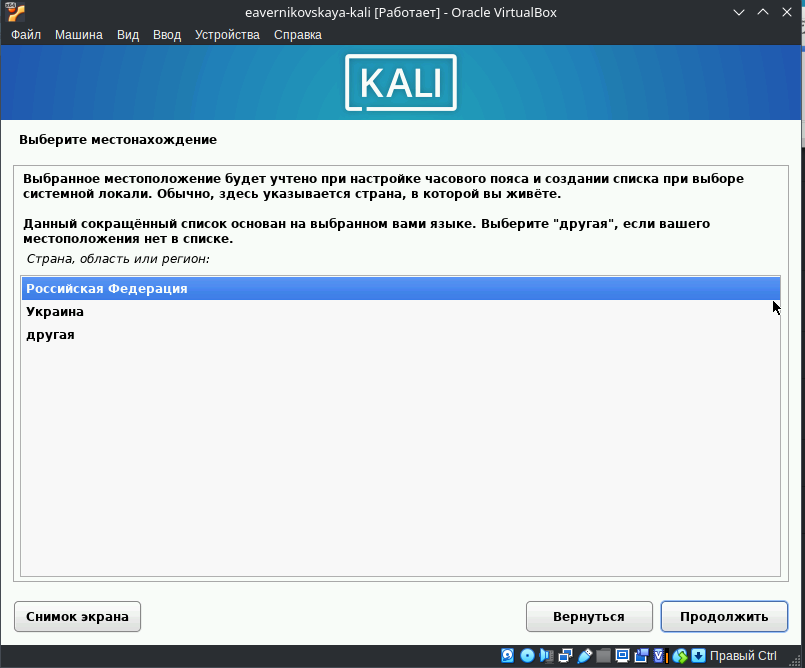 eavernikovskaya-kali [Работает] - Oracle VirtualBox
Файл Машина Вид Ввод Устройства Справка
KALI
Выберите местонахождение
Выбранное местоположение будет учтено при настройке часового пояса и создании списка при выборе
системной локали. Обычно, здесь указывается страна, в которой вы живёте.
Данный сокращённый список основан на выбранном вами языке. Выберите "другая", если вашего
местоположения нет в списке.
Страна, область или регион:
Российская Федерация
Украина
другая
Снимок экрана Вернуться Продолжить
Правый Ctrl